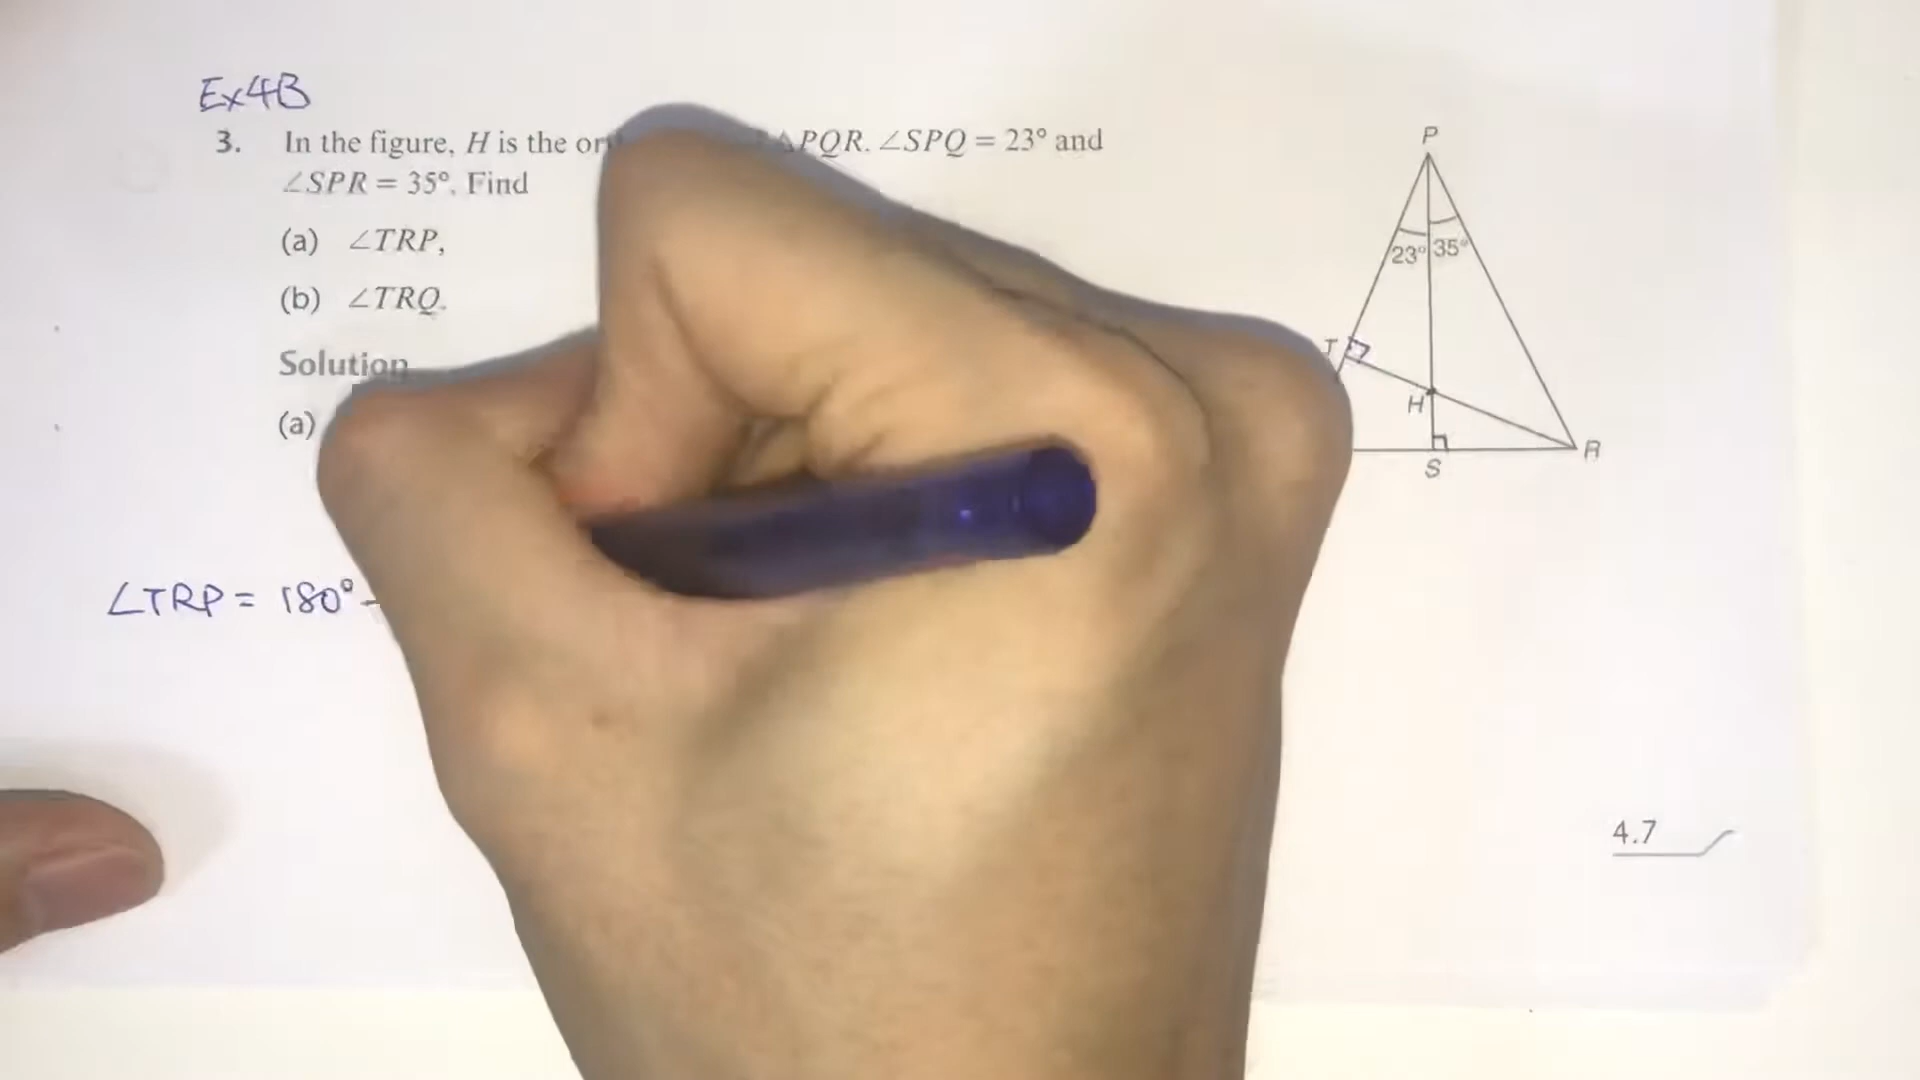 Ex4B
3. In the figure, H is the PQR. ∠SPQ = 23° and
∠SPR = 35°. Find
(a) ∠TRP,
(b) ∠TRQ.
Solution
(a)
∠TRP = 180° -
P
23° 35°
T
H
S
R
4.7